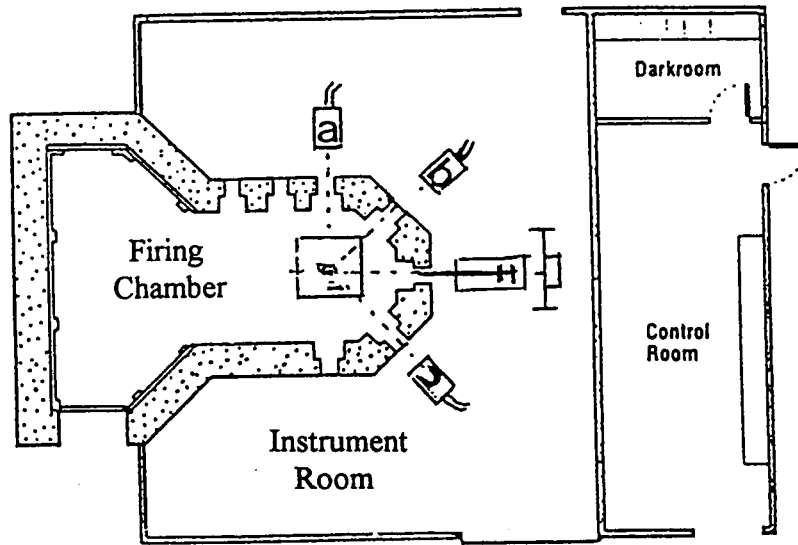 Darkroom
a
b
Firing
Chamber
Control
Room
c
Instrument
Room